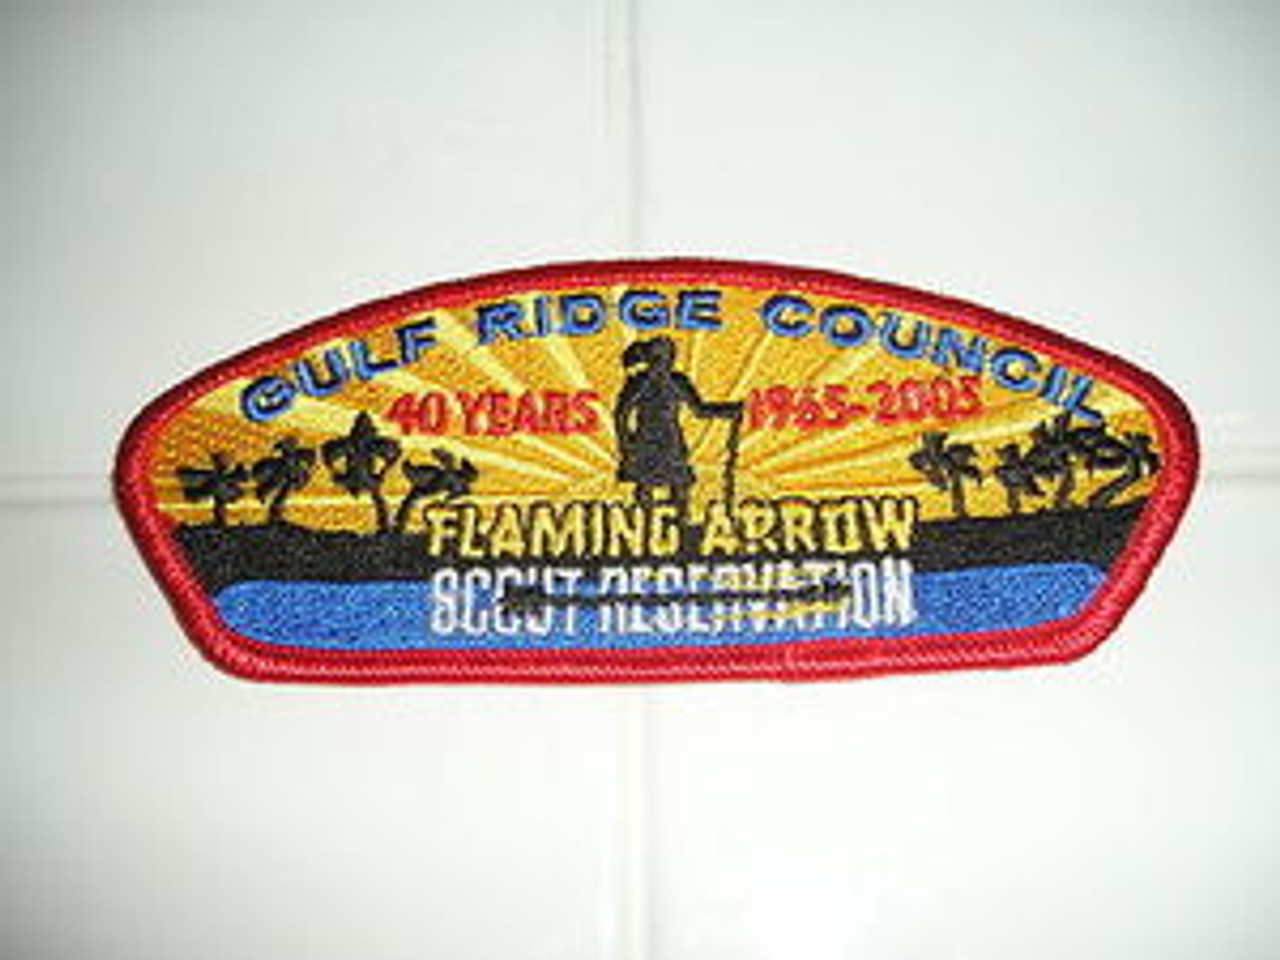 GULF RIDGE COUNCIL
40 YEARS 1965-2005
FLAMING ARROW
SCOUT RESERVATION